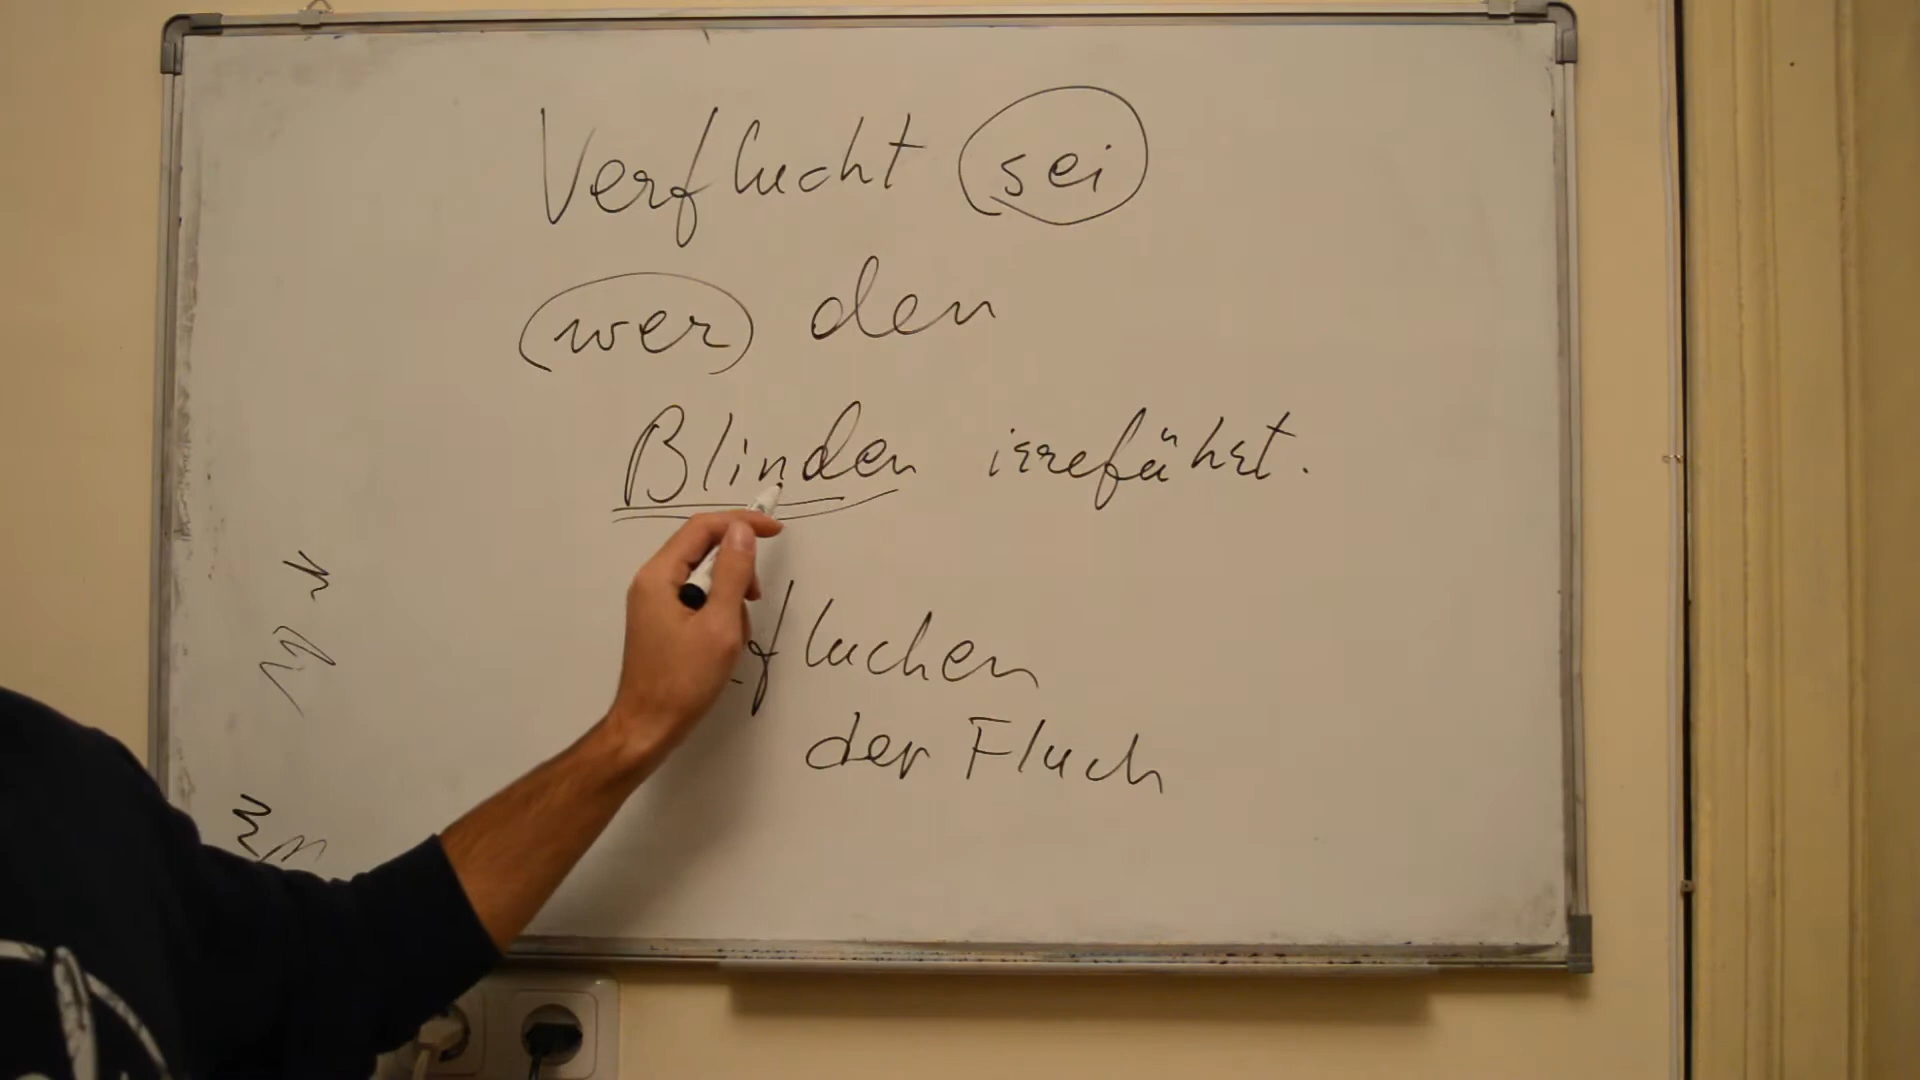 Verflucht sei
wer den
Blinden irreführt.
fluchen
der Fluch